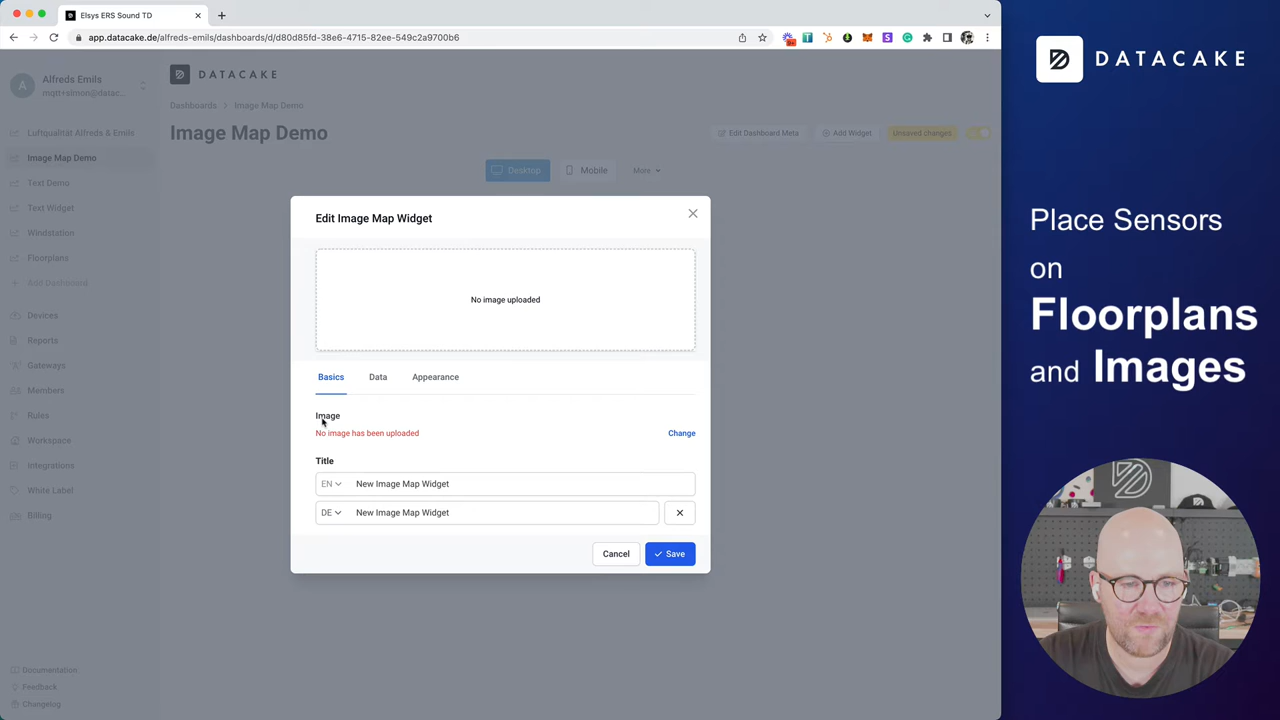 Elsys ERS Sound TD
app.datacake.de/alfreds-emils/dashboards/d/d80d85fd-38e6-4715-82ee-549c2a9700b6
A
Alfreds Emils
mqtt+simon@datac...
Luftqualität Alfreds & Emils
Image Map Demo
Text Demo
Text Widget
Windstation
Floorplans
Add Dashboard
Devices
Reports
Gateways
Members
Rules
Workspace
Integrations
White Label
Billing
Documentation
Feedback
Changelog
DATACAKE
Dashboards > Image Map Demo
Image Map Demo
Edit Dashboard Meta
Add Widget
Unsaved changes
Desktop
Mobile
More
Edit Image Map Widget
No image uploaded
Basics
Data
Appearance
Image
No image has been uploaded
Change
Title
EN New Image Map Widget
DE New Image Map Widget
Cancel
Save
DATACAKE
Place Sensors
on
Floorplans
and Images